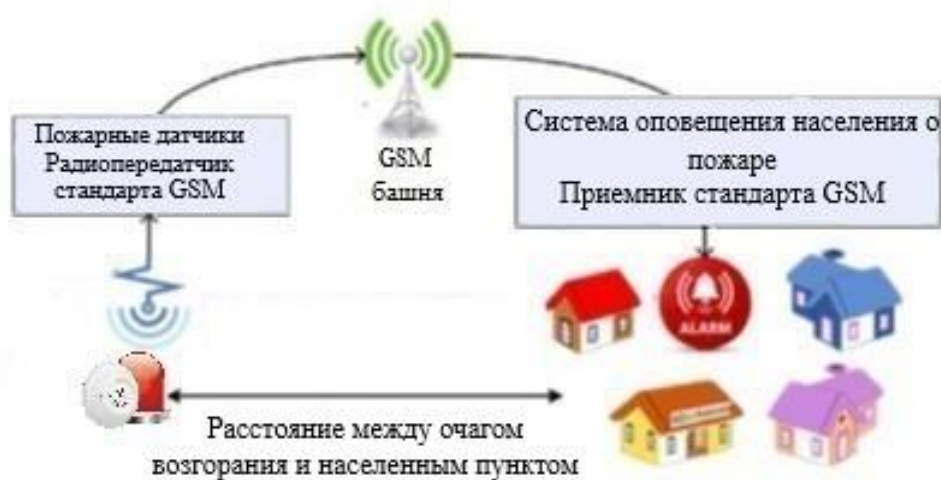 Пожарные датчики
Радиопередатчик
стандарта GSM
GSM
башня
Система оповещения населения о
пожаре
Приемник стандарта GSM
ALARM
Расстояние между очагом
возгорания и населенным пунктом